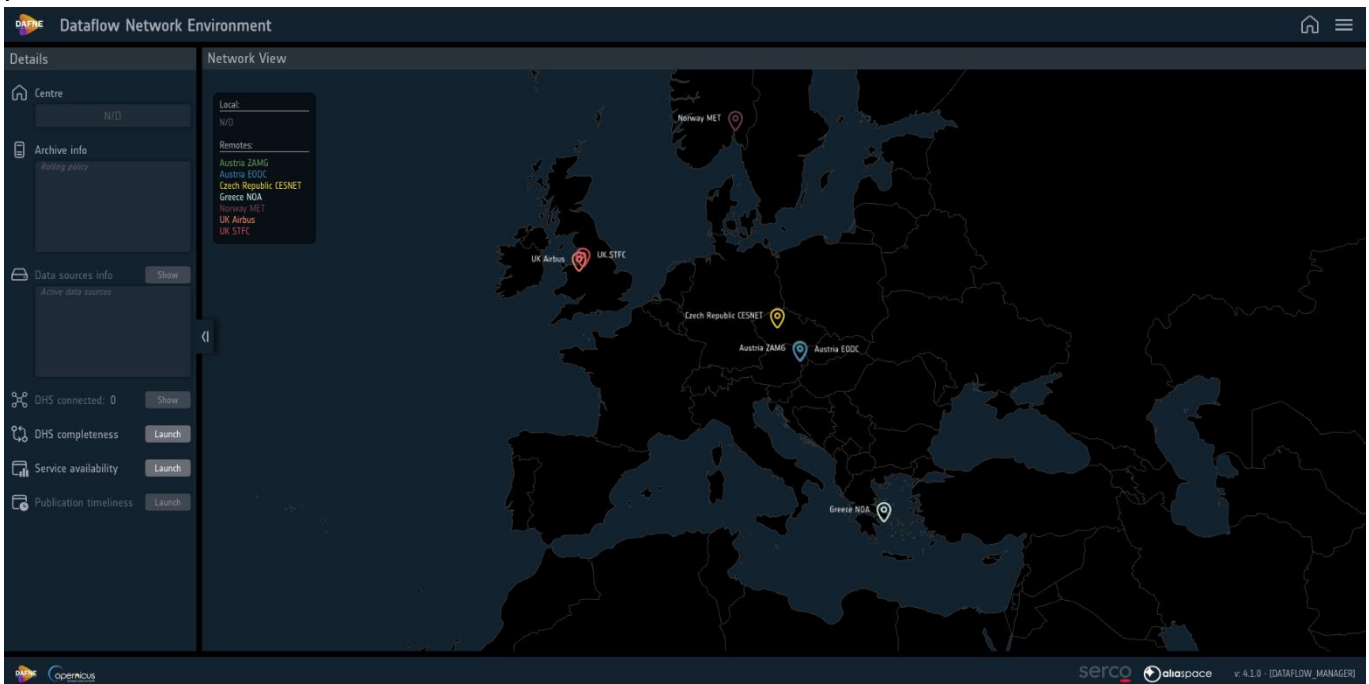 DAFNE Dataflow Network Environment
Details
Centre
N/D
Archive info
Rolling policy
Data sources info Show
Active data sources
DHS connected: 0 Show
DHS completeness Launch
Service availability Launch
Publication timeliness Launch
Network View
Local:
N/D
Remotes:
Austria ZAMG
Austria EODC
Czech Republic CESNET
Greece NOA
Norway MET
UK Airbus
UK STFC
Norway MET
UK Airbus UK STFC
Czech Republic CESNET
Austria ZAMG Austria EODC
Greece NOA
DAFNE opernicus serco aliaspace v: 4.1.0 - [DATAFLOW_MANAGER]